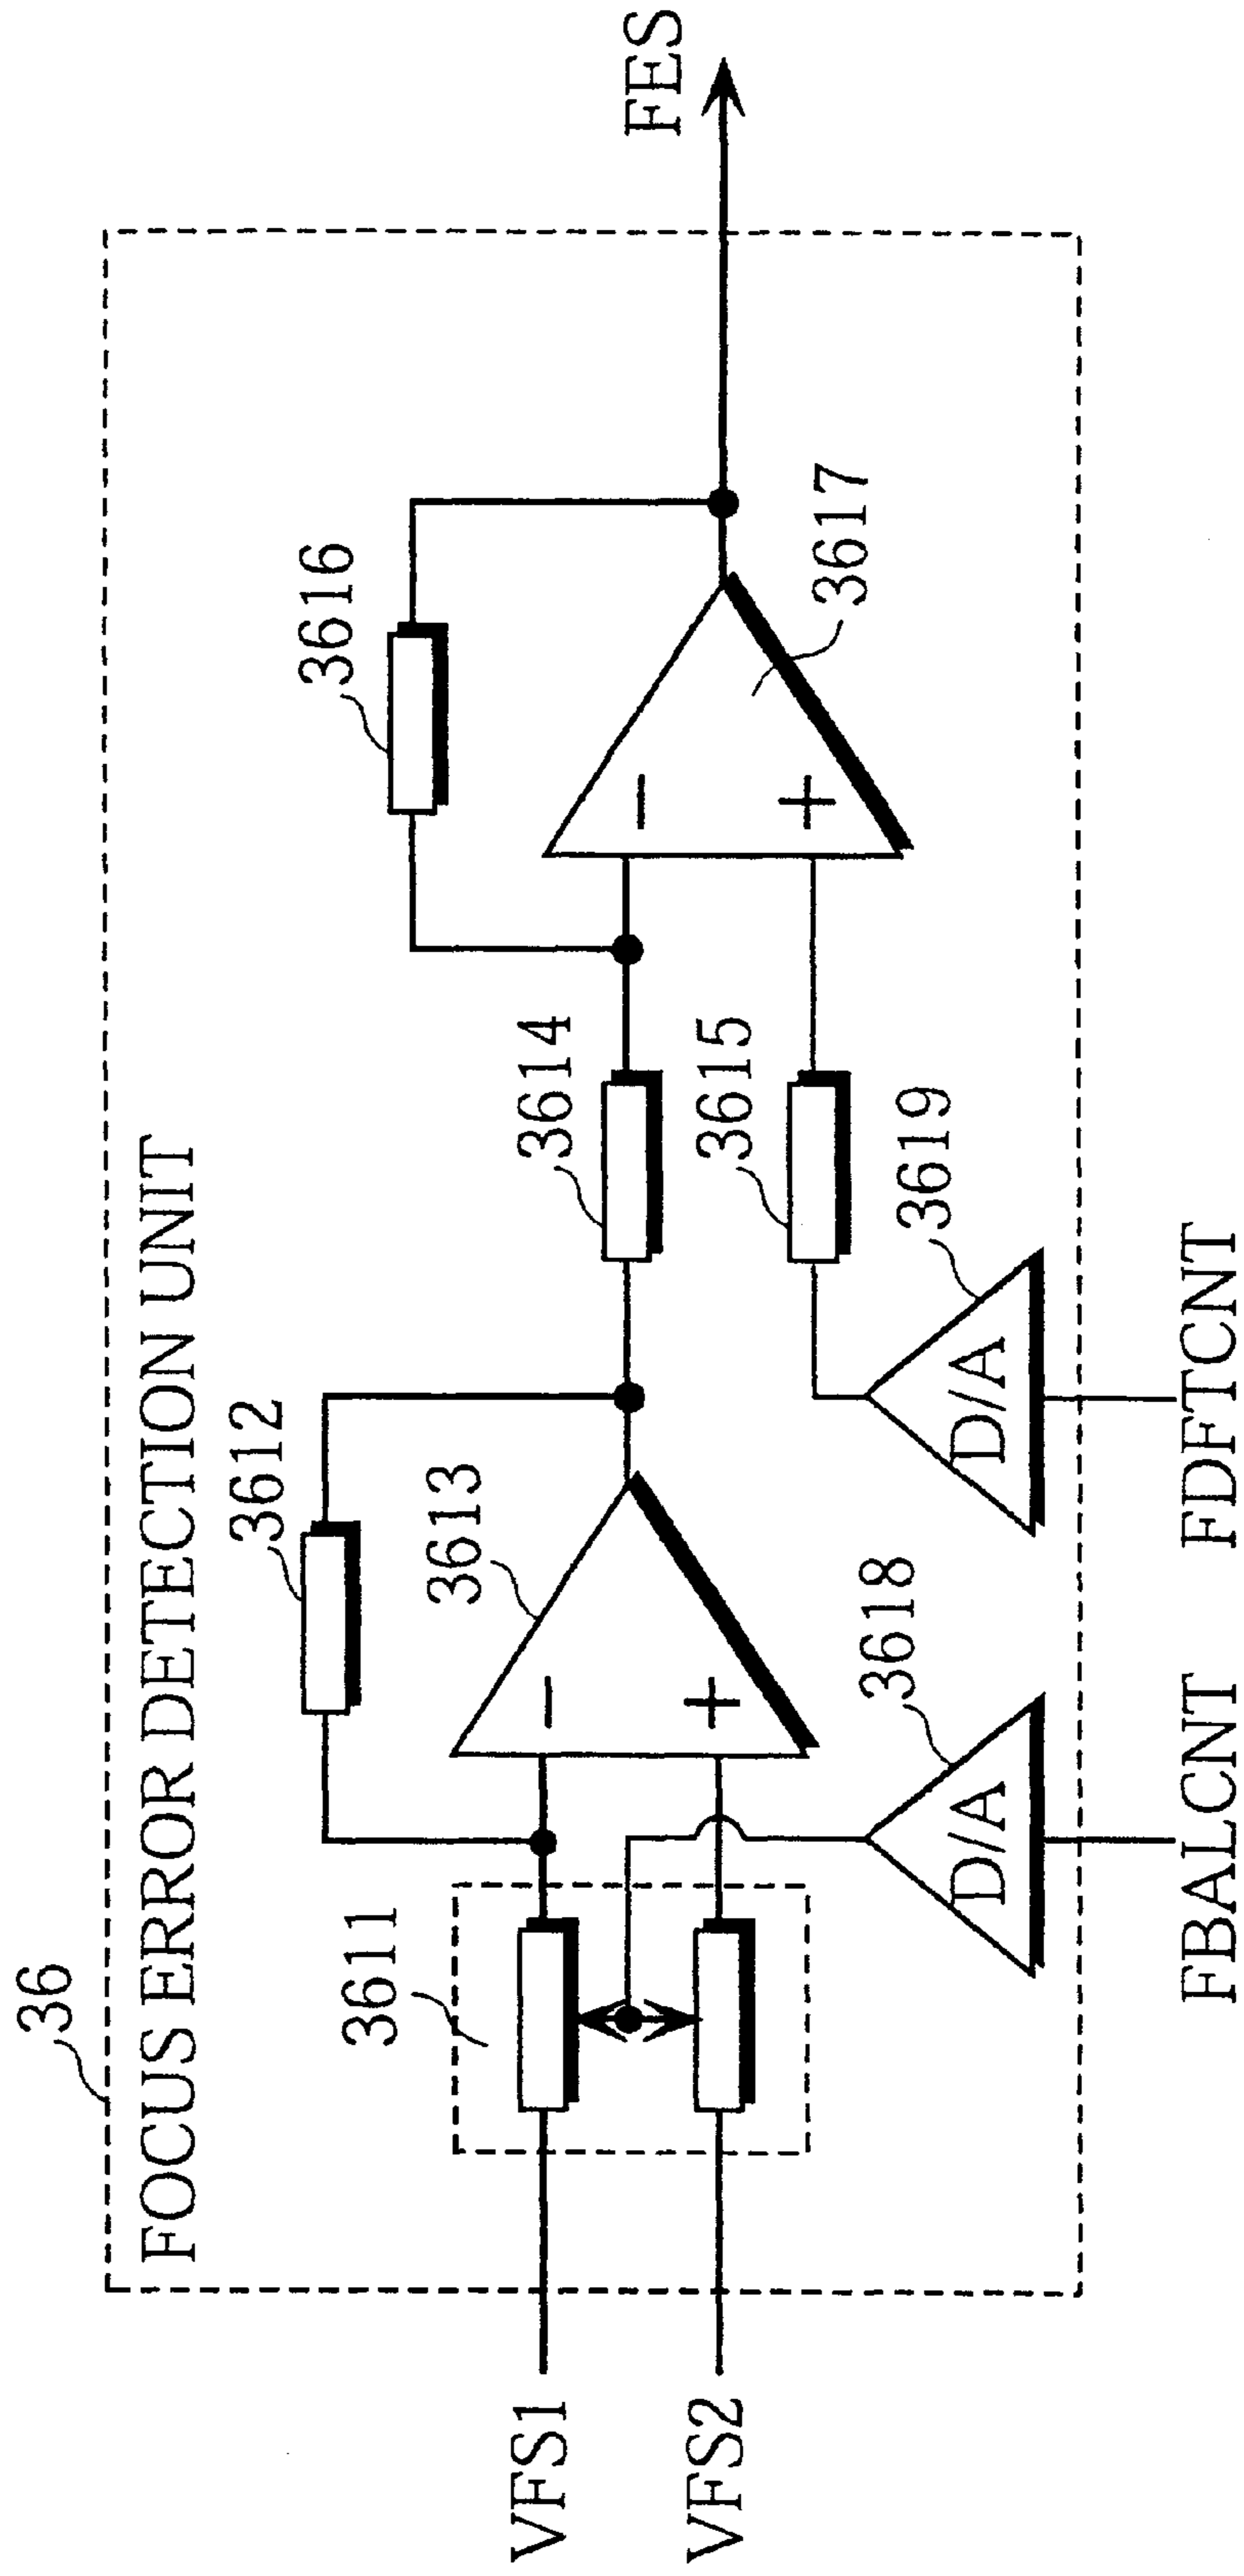 36
FOCUS ERROR DETECTION UNIT
3616
3612
3614
3613
3611
−
−
FES
VFS1
3615
+
+
3617
VFS2
3618
3619
D/A
D/A
FBALCNT
FDFTCNT